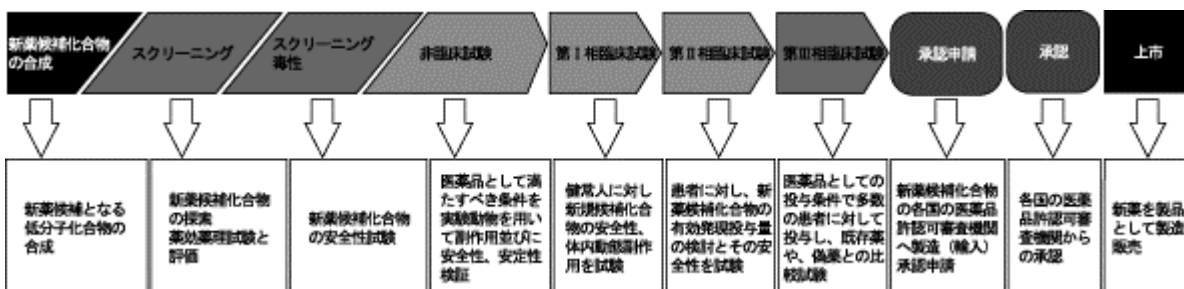 新薬候補化合物
の合成
スクリーニング
スクリーニング
毒性
非臨床試験
第Ⅰ相臨床試験
第Ⅱ相臨床試験
第Ⅲ相臨床試験
承認申請
承認
上市
新薬候補となる
低分子化合物の
合成
新薬候補化合物
の探索
薬効薬理試験と
評価
新薬候補化合物
の安全性試験
医薬品として満
たすべき条件を
実験動物を用い
て副作用並びに
安全性、安定性
検証
健常人に対し
新規候補化合
物の安全性、
体内動態副作
用を試験
患者に対し、新
薬候補化合物の
有効発現投与量
の検討とその安
全性を試験
医薬品としての
投与条件で多数
の患者に対して
投与し、既存薬
や、偽薬との比
較試験
新薬候補化合物
の各国の医薬品
許認可審査機関
へ製造（輸入）
承認申請
各国の医薬
品許認可審
査機関から
の承認
新薬を製品
として製造
販売